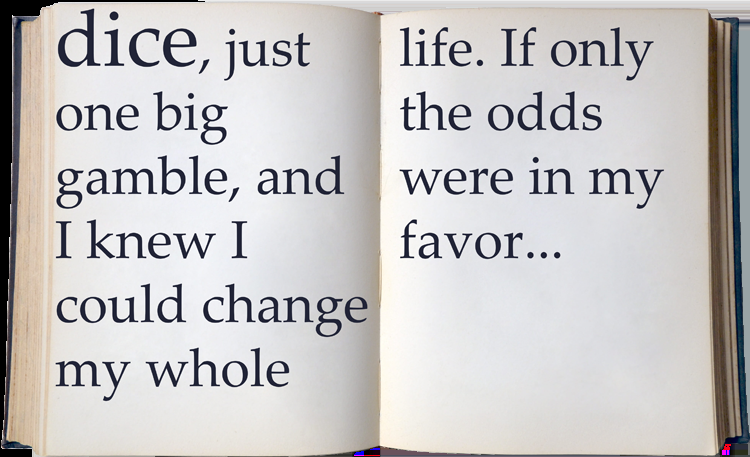 dice, just
one big
gamble, and
I knew I
could change
my whole
life. If only
the odds
were in my
favor...